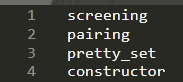 1 screening
2 pairing
3 pretty_set
4 constructor